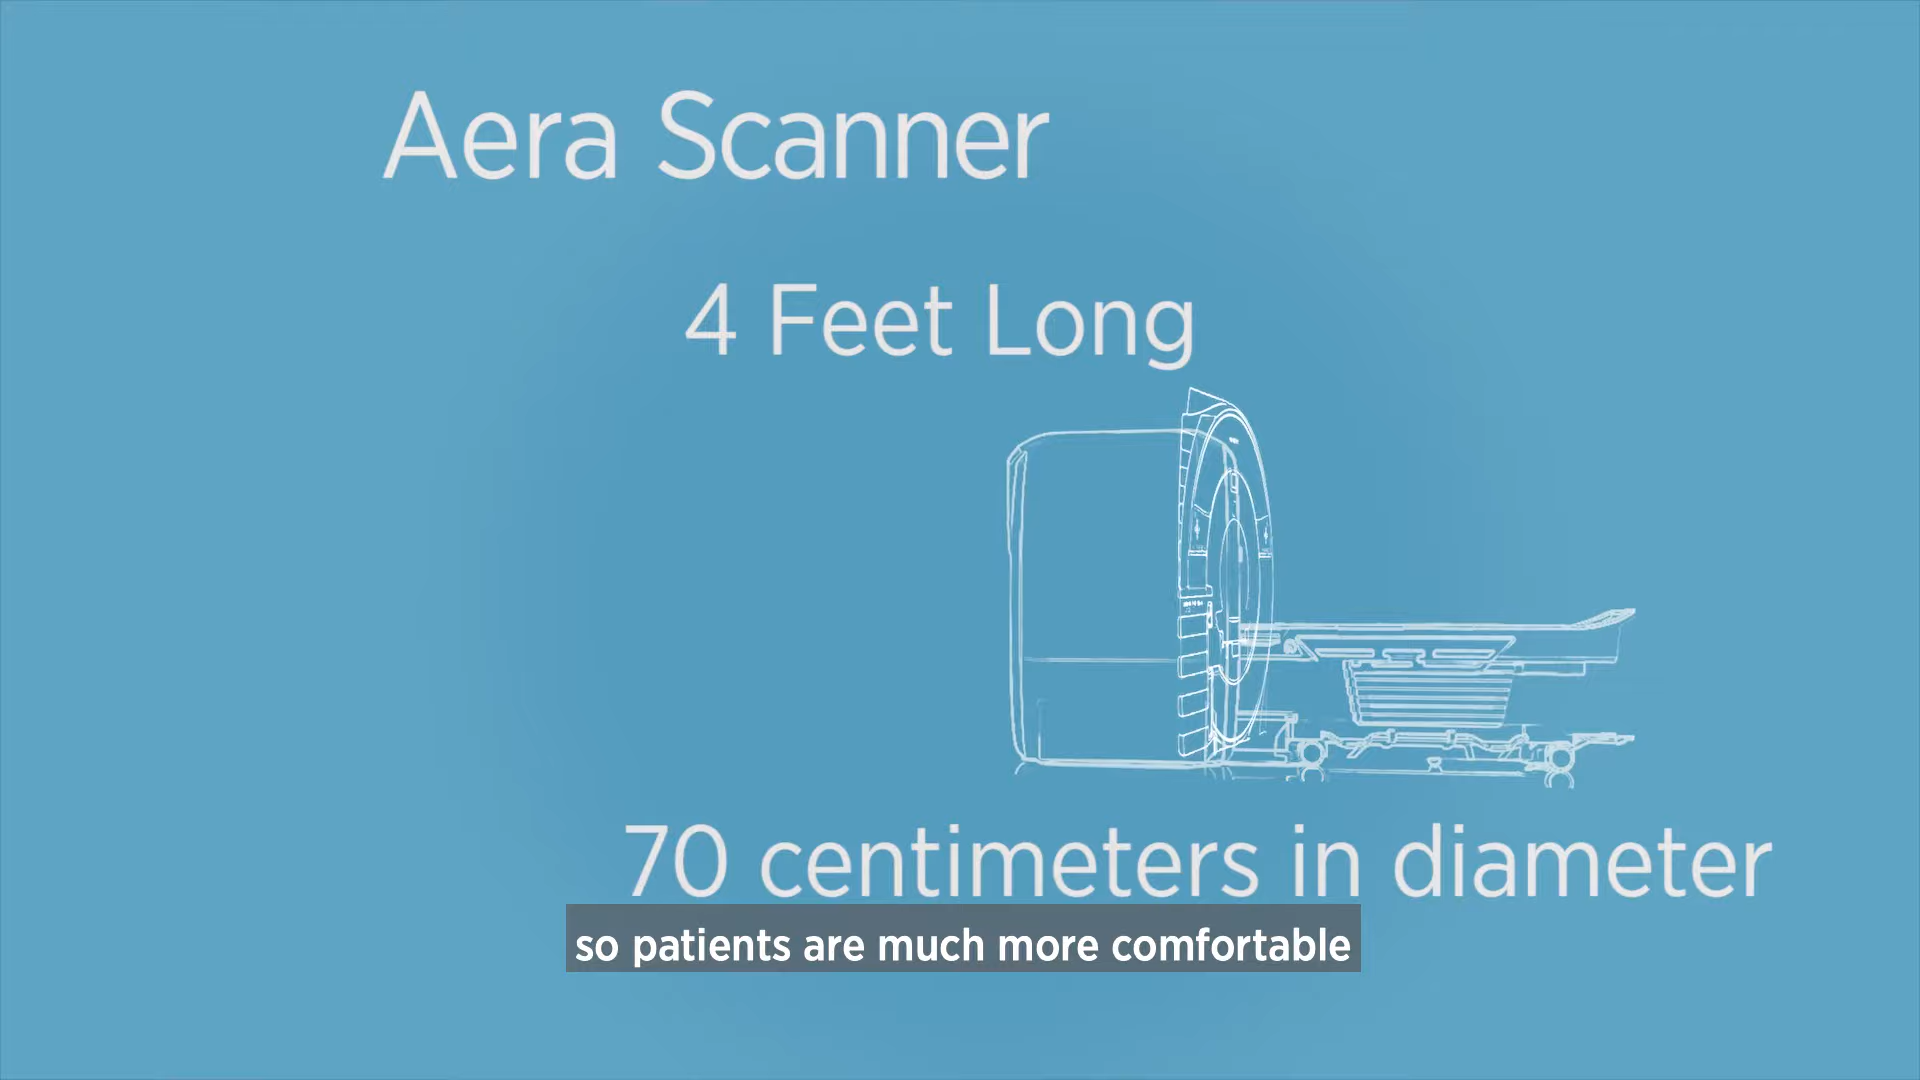 Aera Scanner
4 Feet Long
70 centimeters in diameter
so patients are much more comfortable